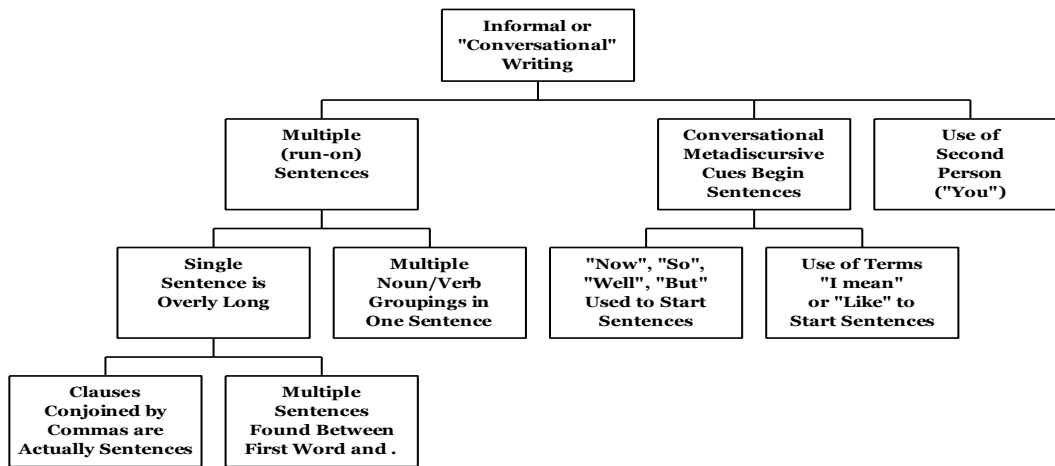 Informal or
"Conversational"
Writing
Multiple
(run-on)
Sentences
Conversational
Metadiscursive
Cues Begin
Sentences
Use of
Second
Person
("You")
Single
Sentence is
Overly Long
Multiple
Noun/Verb
Groupings in
One Sentence
"Now", "So",
"Well", "But"
Used to Start
Sentences
Use of Terms
"I mean"
or "Like" to
Start Sentences
Clauses
Conjoined by
Commas are
Actually Sentences
Multiple
Sentences
Found Between
First Word and .